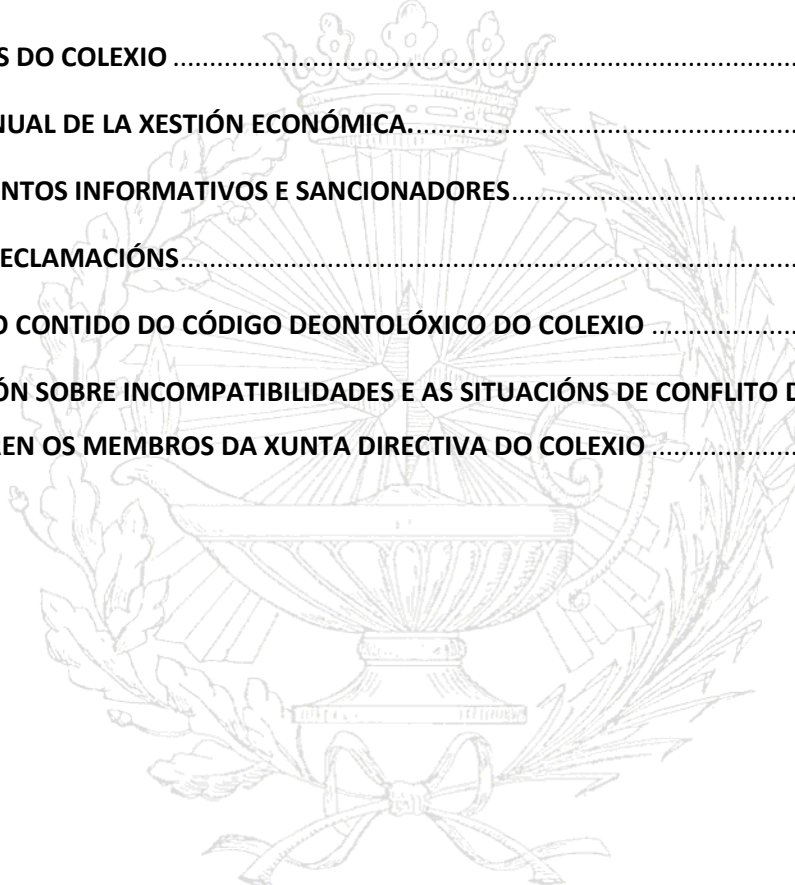 S DO COLEXIO ..........................................................................................
NUAL DE LA XESTIÓN ECONÓMICA..........................................................
NTOS INFORMATIVOS E SANCIONADORES.............................................
ECLAMACIÓNS..........................................................................................
O CONTIDO DO CÓDIGO DEONTOLÓXICO DO COLEXIO ......................
ÓN SOBRE INCOMPATIBILIDADES E AS SITUACIÓNS DE CONFLITO D
REN OS MEMBROS DA XUNTA DIRECTIVA DO COLEXIO ......................